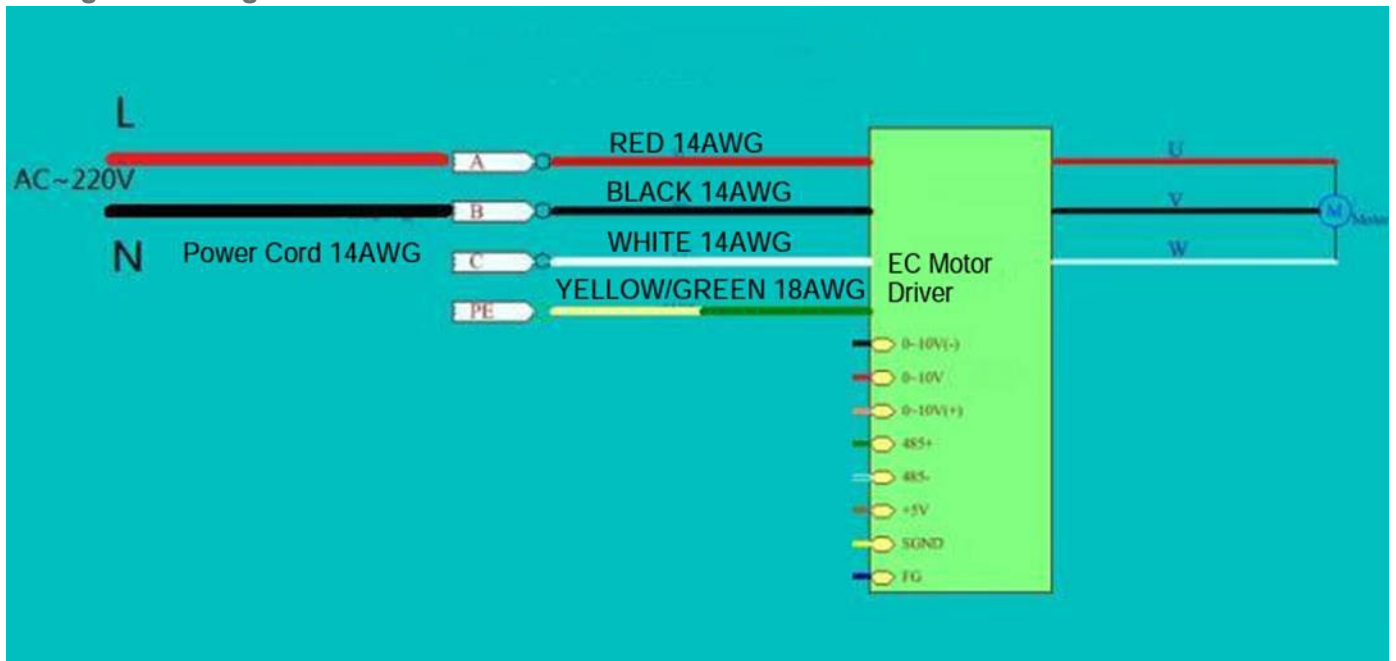 L
AC~220V
N
Power Cord 14AWG
A
B
C
PE
RED 14AWG
BLACK 14AWG
WHITE 14AWG
YELLOW/GREEN 18AWG
EC Motor
Driver
0~10V(-)
0~10V
0~10V(+)
485+
485-
+5V
SGND
FG
U
V
W
M
Motor